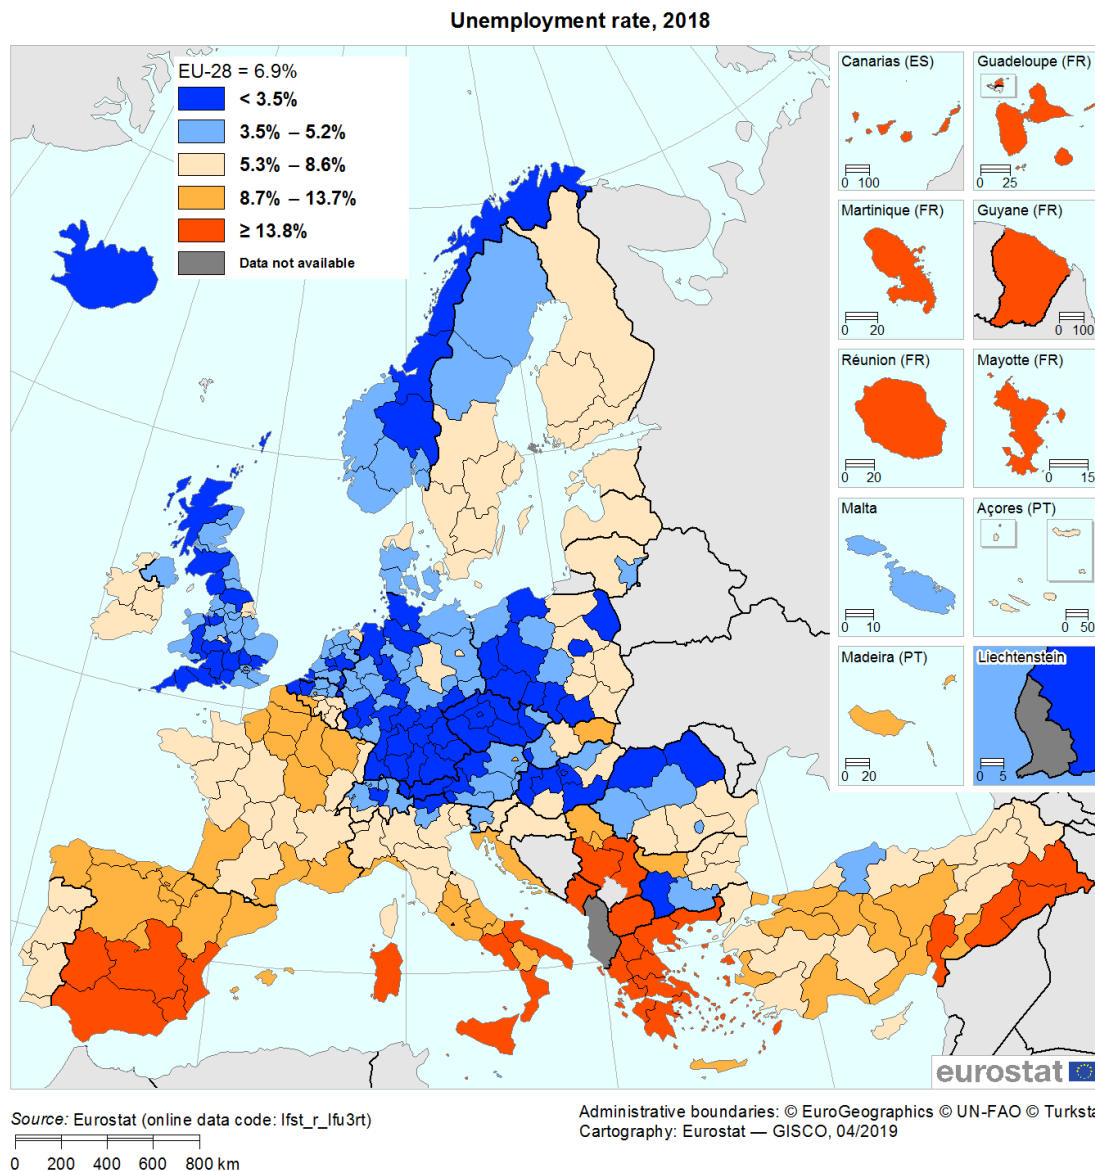 Unemployment rate, 2018
EU-28 = 6.9%
< 3.5%
3.5% – 5.2%
5.3% – 8.6%
8.7% – 13.7%
≥ 13.8%
Data not available
Canarias (ES)
0 100
Guadeloupe (FR)
0 25
Martinique (FR)
0 20
Guyane (FR)
0 100
Réunion (FR)
0 20
Mayotte (FR)
0 15
Malta
0 10
Açores (PT)
0 50
Madeira (PT)
0 20
Liechtenstein
0 5
eurostat
Source: Eurostat (online data code: lfst_r_lfu3rt)
0 200 400 600 800 km
Administrative boundaries: © EuroGeographics © UN-FAO © Turksta
Cartography: Eurostat — GISCO, 04/2019